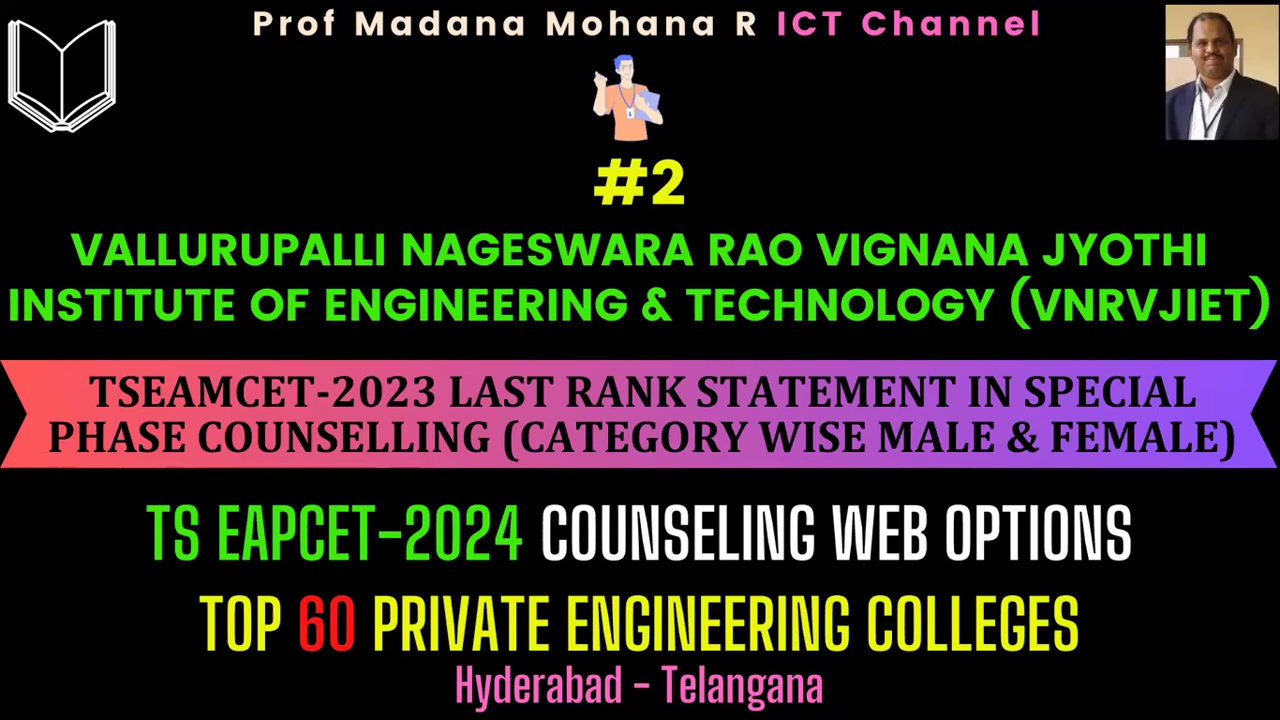 Prof Madana Mohana R ICT Channel
#2
VALLURUPALLI NAGESWARA RAO VIGNANA JYOTHI
INSTITUTE OF ENGINEERING & TECHNOLOGY (VNRVJIET)
TSEAMCET-2023 LAST RANK STATEMENT IN SPECIAL
PHASE COUNSELLING (CATEGORY WISE MALE & FEMALE)
TS EAPCET-2024 COUNSELING WEB OPTIONS
TOP 60 PRIVATE ENGINEERING COLLEGES
Hyderabad - Telangana